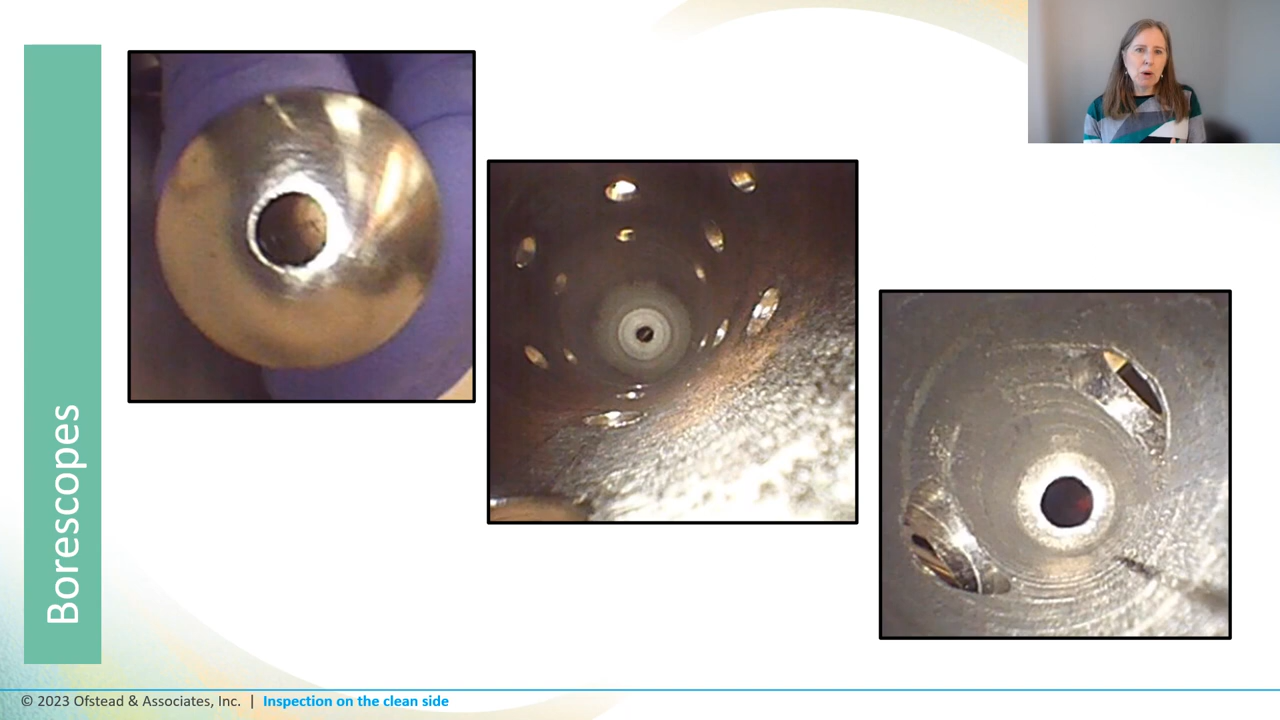 Borescopes
© 2023 Ofstead & Associates, Inc. | Inspection on the clean side